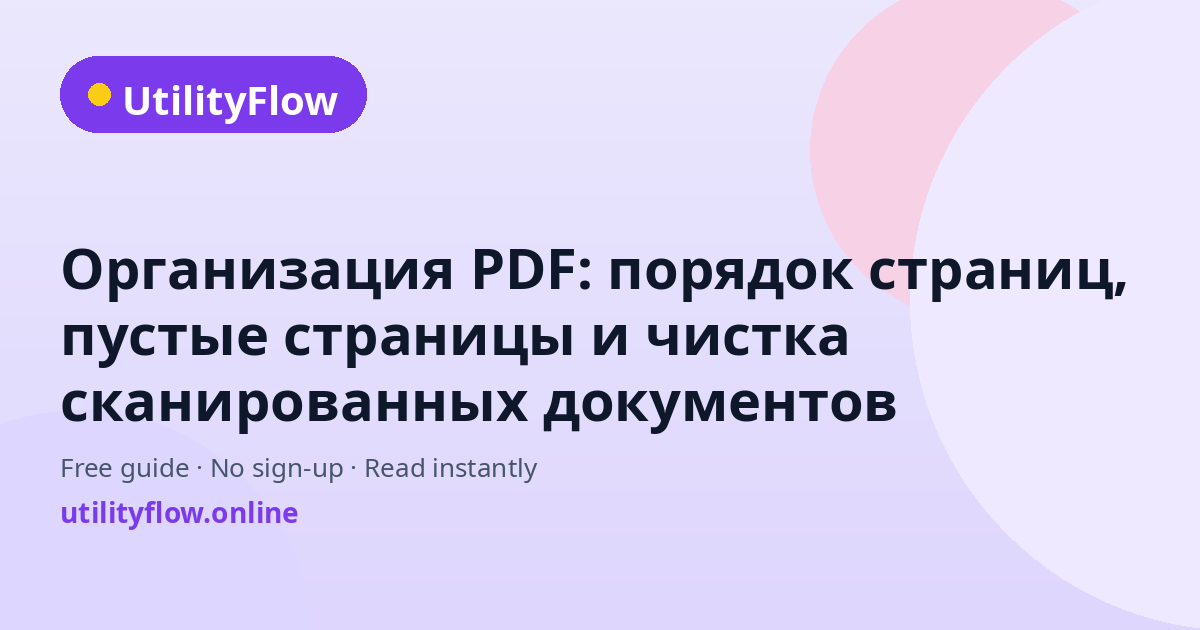 UtilityFlow
Организация PDF: порядок страниц,
пустые страницы и чистка
сканированных документов
Free guide · No sign-up · Read instantly
utilityflow.online